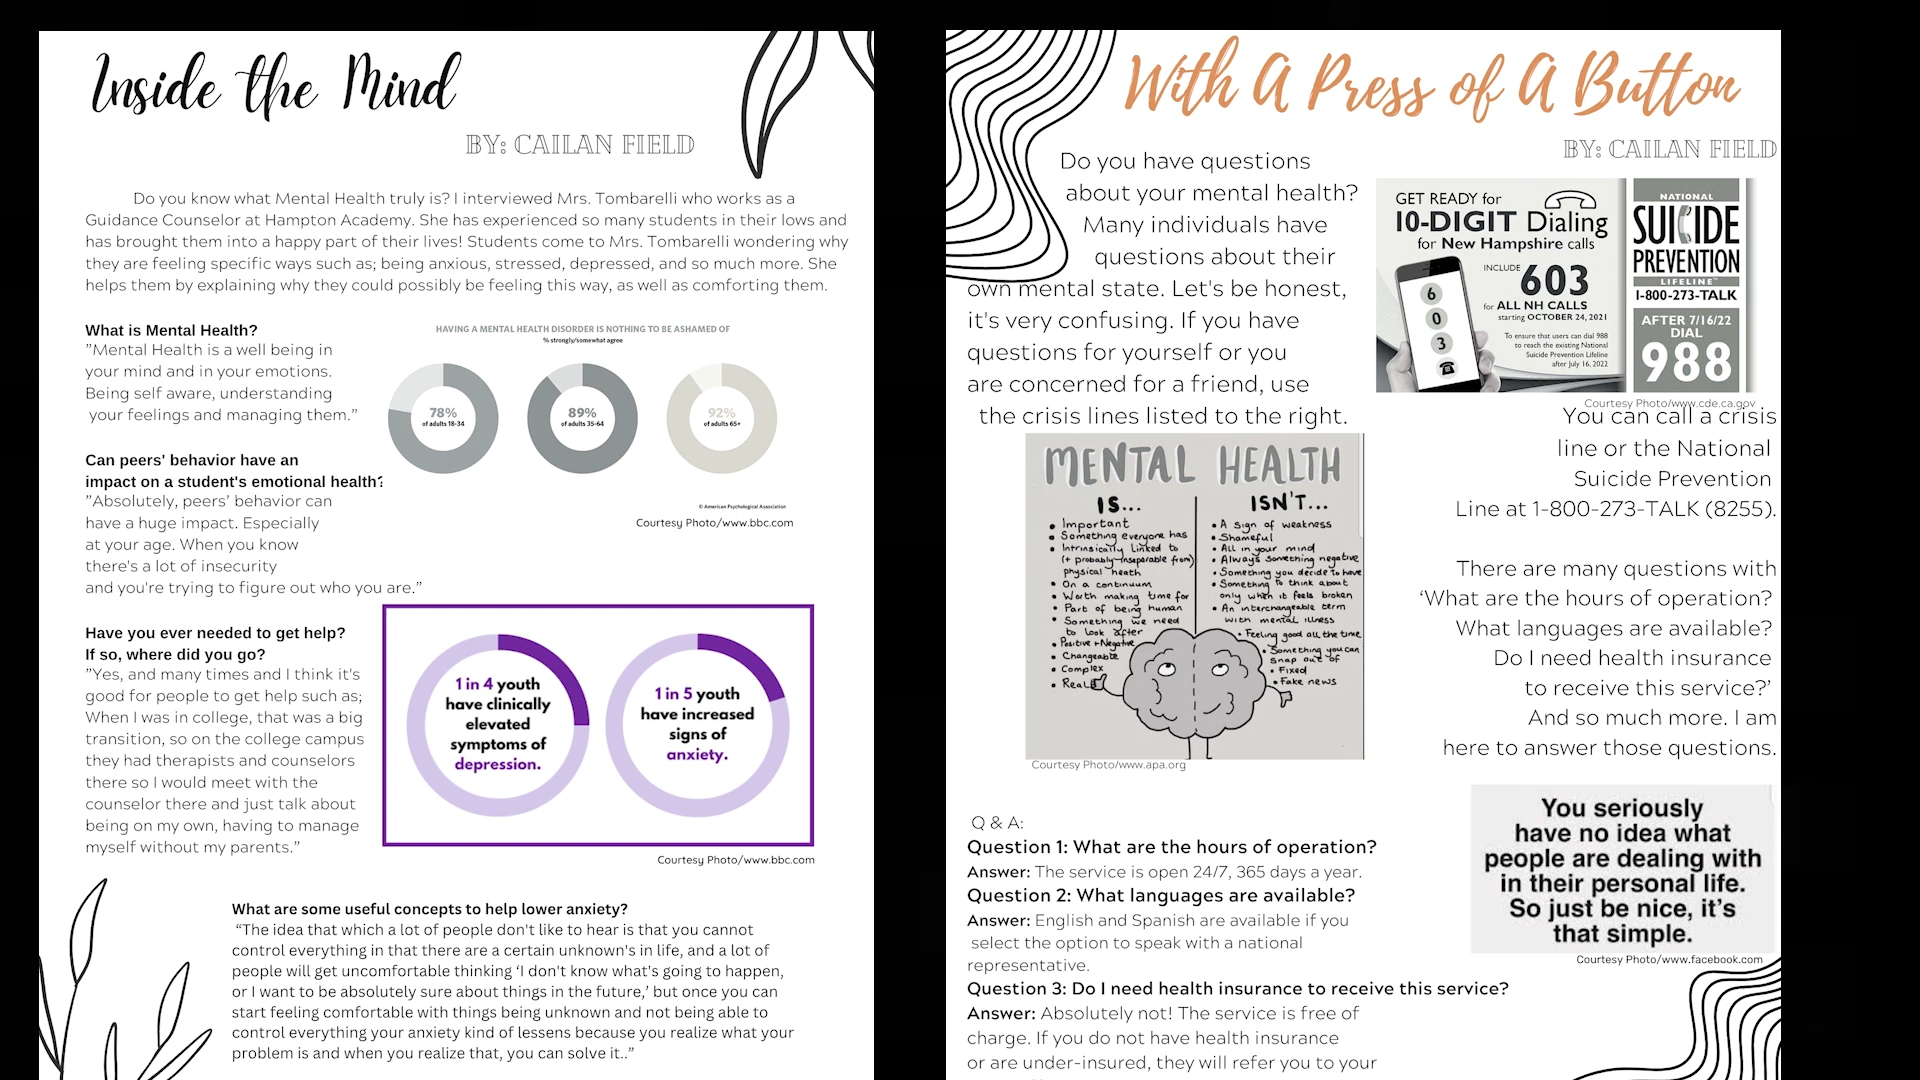 Inside the Mind
BY: CAILAN FIELD
Do you know what Mental Health truly is? I interviewed Mrs. Tombarelli who works as a
Guidance Counselor at Hampton Academy. She has experienced so many students in their lows and
has brought them into a happy part of their lives! Students come to Mrs. Tombarelli wondering why
they are feeling specific ways such as; being anxious, stressed, depressed, and so much more. She
helps them by explaining why they could possibly be feeling this way, as well as comforting them.
What is Mental Health?
"Mental Health is a well being in
your mind and in your emotions.
Being self aware, understanding
your feelings and managing them."
HAVING A MENTAL HEALTH DISORDER IS NOTHING TO BE ASHAMED OF
% strongly/somewhat agree
78%
of adults 18-34
89%
of adults 35-64
92%
of adults 65+
© American Psychological Association
Courtesy Photo/www.bbc.com
Can peers' behavior have an
impact on a student's emotional health?
"Absolutely, peers' behavior can
have a huge impact. Especially
at your age. When you know
there's a lot of insecurity
and you're trying to figure out who you are."
Have you ever needed to get help?
If so, where did you go?
"Yes, and many times and I think it's
good for people to get help such as;
When I was in college, that was a big
transition, so on the college campus
they had therapists and counselors
there so I would meet with the
counselor there and just talk about
being on my own, having to manage
myself without my parents."
1 in 4 youth
have clinically
elevated
symptoms of
depression.
1 in 5 youth
have increased
signs of
anxiety.
Courtesy Photo/www.bbc.com
What are some useful concepts to help lower anxiety?
"The idea that which a lot of people don't like to hear is that you cannot
control everything in that there are a certain unknown's in life, and a lot of
people will get uncomfortable thinking 'I don't know what's going to happen,
or I want to be absolutely sure about things in the future,' but once you can
start feeling comfortable with things being unknown and not being able to
control everything your anxiety kind of lessens because you realize what your
problem is and when you realize that, you can solve it.."
With A Press of A Button
BY: CAILAN FIELD
Do you have questions
about your mental health?
Many individuals have
questions about their
own mental state. Let's be honest,
it's very confusing. If you have
questions for yourself or you
are concerned for a friend, use
the crisis lines listed to the right.
GET READY for
10-DIGIT Dialing
for New Hampshire calls
INCLUDE 603
for ALL NH CALLS
starting OCTOBER 24, 2021
To ensure that users can dial 988
to reach the existing National
Suicide Prevention Lifeline
after July 16, 2022
6
0
3
NATIONAL
SUICIDE
PREVENTION
LIFELINE
1-800-273-TALK
AFTER 7/16/22
DIAL
988
Courtesy Photo/www.cde.ca.gov
You can call a crisis
line or the National
Suicide Prevention
Line at 1-800-273-TALK (8255).
MENTAL HEALTH
IS...
• Important
• Something everyone has
• Intrinsically Linked to
(+ probably inseparable from)
physical heath
• On a continuum
• Worth making time for
• Part of being human
• Something we need
to look after
• Positive + Negative
• Changeable
• Complex
• Real
ISN'T...
• A sign of weakness
• Shameful
• All in your mind
• Always something negative
• Something you decide to have
• Something to think about
only when it feels broken
• An interchangeable term
with mental illness
• Feeling good all the time
• Something you can
snap out of
• Fixed
• Fake news
Courtesy Photo/www.apa.org
There are many questions with
'What are the hours of operation?
What languages are available?
Do I need health insurance
to receive this service?'
And so much more. I am
here to answer those questions.
You seriously
have no idea what
people are dealing with
in their personal life.
So just be nice, it's
that simple.
Courtesy Photo/www.facebook.com
Q & A:
Question 1: What are the hours of operation?
Answer: The service is open 24/7, 365 days a year.
Question 2: What languages are available?
Answer: English and Spanish are available if you
select the option to speak with a national
representative.
Question 3: Do I need health insurance to receive this service?
Answer: Absolutely not! The service is free of
charge. If you do not have health insurance
or are under-insured, they will refer you to your